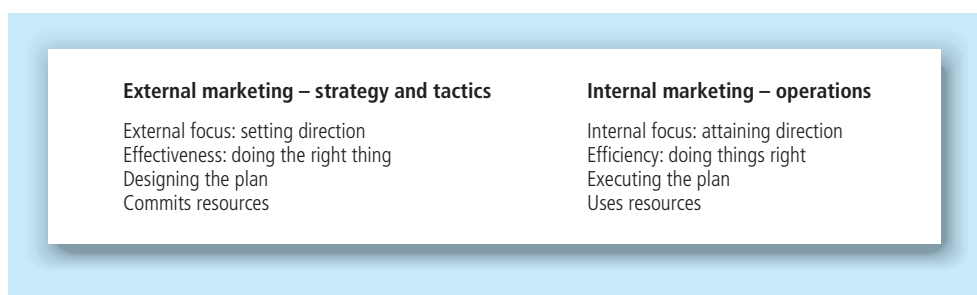 External marketing – strategy and tactics
External focus: setting direction
Effectiveness: doing the right thing
Designing the plan
Commits resources
Internal marketing – operations
Internal focus: attaining direction
Efficiency: doing things right
Executing the plan
Uses resources